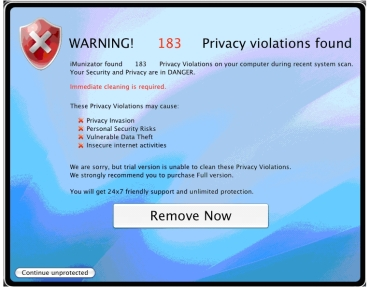 WARNING! 183 Privacy violations found
iMunizator found 183 Privacy Violations on your computer during recent system scan.
Your Security and Privacy are in DANGER.
Immediate cleaning is required.
These Privacy Violations may cause:
Privacy Invasion
Personal Security Risks
Vulnerable Data Theft
Insecure internet activities
We are sorry, but trial version is unable to clean these Privacy Violations.
We strongly recommend you to purchase Full version.
You will get 24x7 friendly support and unlimited protection.
Remove Now
Continue unprotected